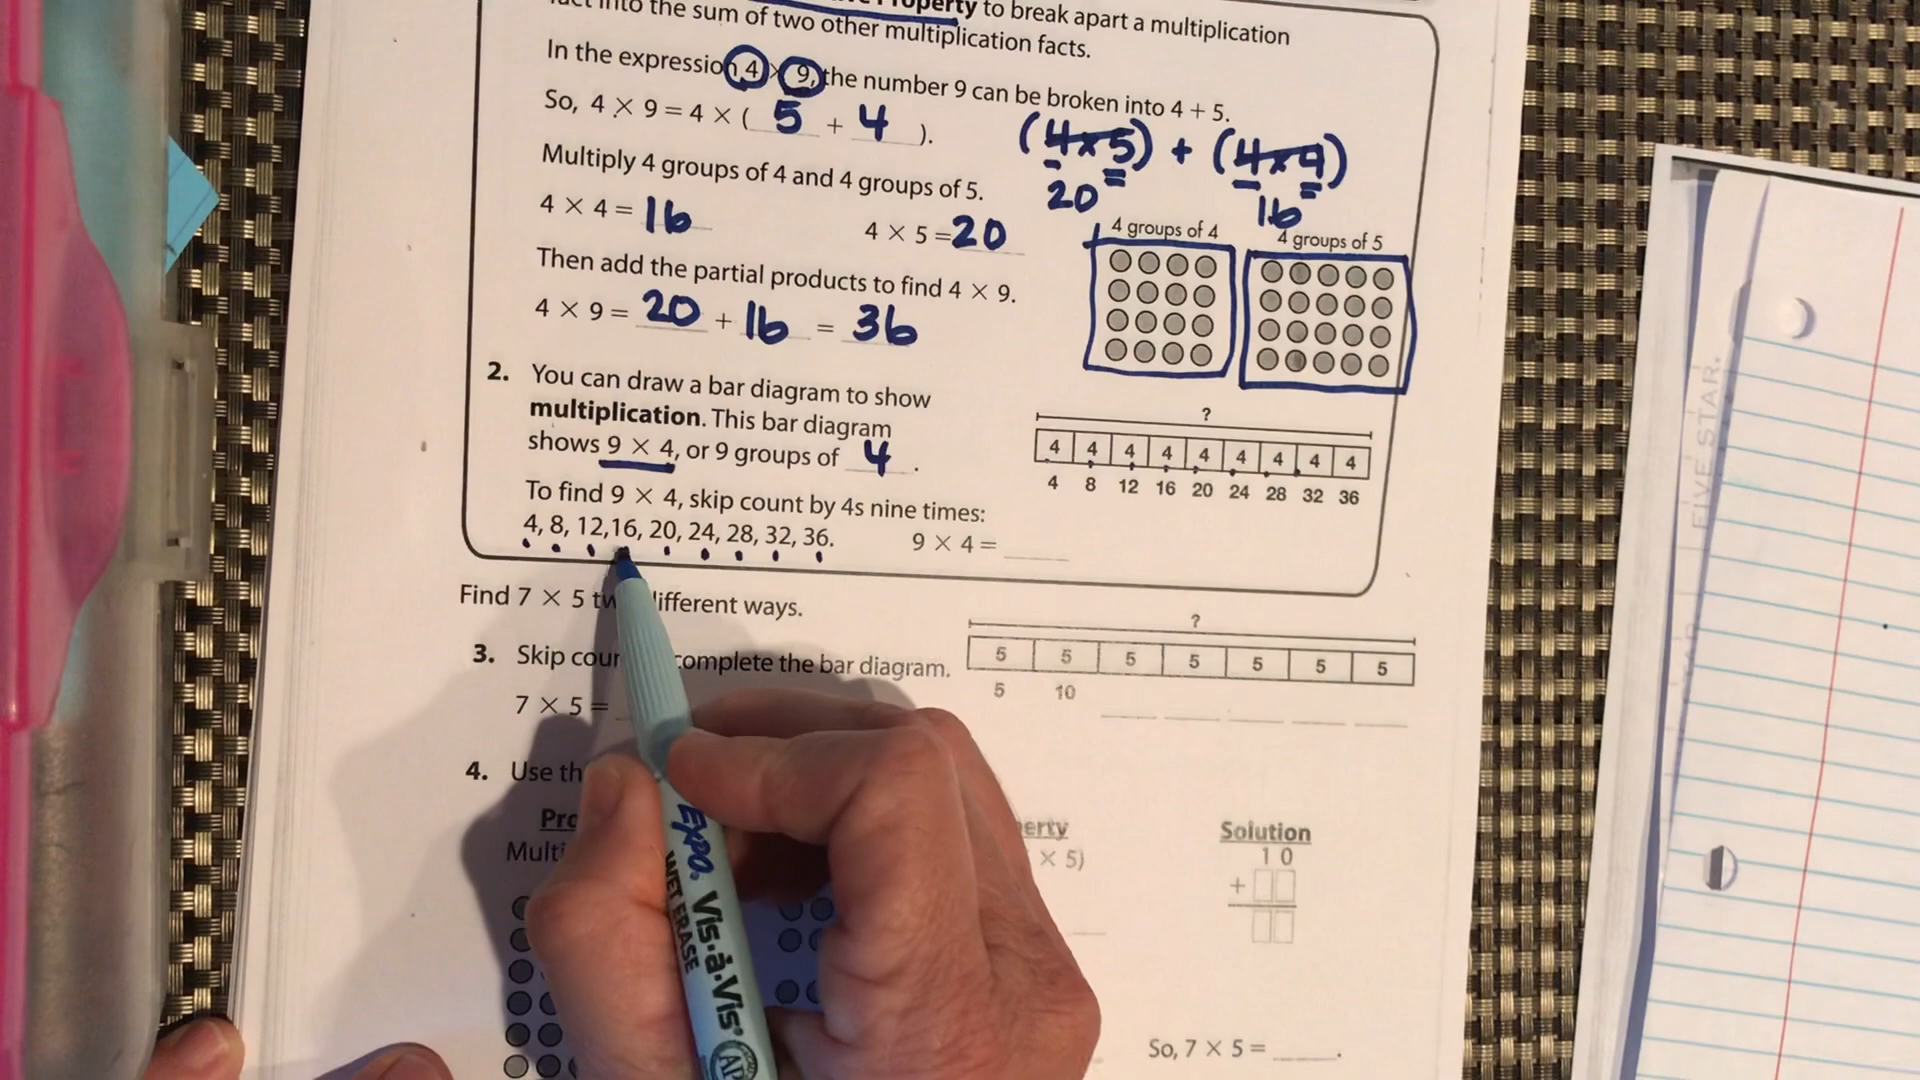 Property to break apart a multiplication
fact into the sum of two other multiplication facts.
In the expression 4 × 9, the number 9 can be broken into 4 + 5.
So, 4 × 9 = 4 × ( 5 + 4 ).
(4×5) + (4×4)
20 16
Multiply 4 groups of 4 and 4 groups of 5.
4 × 4 = 16 4 × 5 = 20
4 groups of 4 4 groups of 5
Then add the partial products to find 4 × 9.
4 × 9 = 20 + 16 = 36
2. You can draw a bar diagram to show
multiplication. This bar diagram
shows 9 × 4, or 9 groups of 4.
?
4 4 4 4 4 4 4 4 4
4 8 12 16 20 24 28 32 36
To find 9 × 4, skip count by 4s nine times:
4, 8, 12, 16, 20, 24, 28, 32, 36. 9 × 4 =
Find 7 × 5 different ways.
3. Skip complete the bar diagram.
?
5 5 5 5 5 5 5
5 10
7 × 5 =
4. Use
Solution
× 5) 1 0
+
So, 7 × 5 = .
EXPO
Vis-à-Vis
WET ERASE
AP
FIVE STAR.